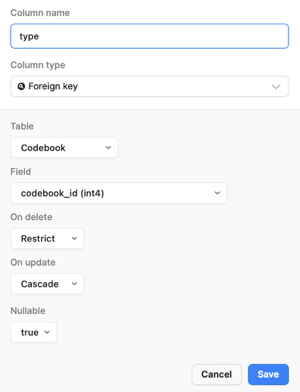 Column name
type
Column type
Foreign key
Table
Codebook
Field
codebook_id (int4)
On delete
Restrict
On update
Cascade
Nullable
true
Cancel Save